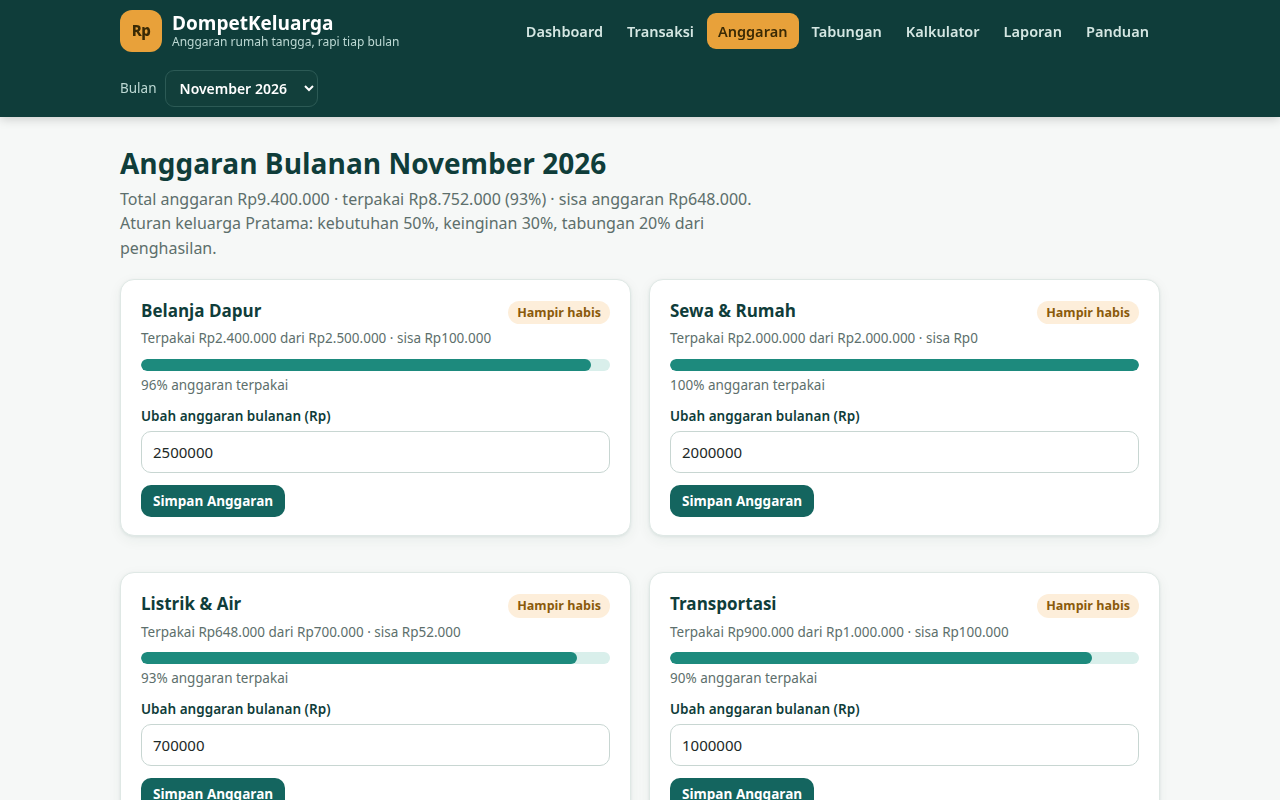 Rp
DompetKeluarga
Anggaran rumah tangga, rapi tiap bulan
Dashboard Transaksi Anggaran Tabungan Kalkulator Laporan Panduan
Bulan November 2026
Anggaran Bulanan November 2026
Total anggaran Rp9.400.000 · terpakai Rp8.752.000 (93%) · sisa anggaran Rp648.000.
Aturan keluarga Pratama: kebutuhan 50%, keinginan 30%, tabungan 20% dari
penghasilan.
Belanja Dapur
Hampir habis
Terpakai Rp2.400.000 dari Rp2.500.000 · sisa Rp100.000
96% anggaran terpakai
Ubah anggaran bulanan (Rp)
2500000
Simpan Anggaran
Sewa & Rumah
Hampir habis
Terpakai Rp2.000.000 dari Rp2.000.000 · sisa Rp0
100% anggaran terpakai
Ubah anggaran bulanan (Rp)
2000000
Simpan Anggaran
Listrik & Air
Hampir habis
Terpakai Rp648.000 dari Rp700.000 · sisa Rp52.000
93% anggaran terpakai
Ubah anggaran bulanan (Rp)
700000
Simpan Anggaran
Transportasi
Hampir habis
Terpakai Rp900.000 dari Rp1.000.000 · sisa Rp100.000
90% anggaran terpakai
Ubah anggaran bulanan (Rp)
1000000
Simpan Anggaran